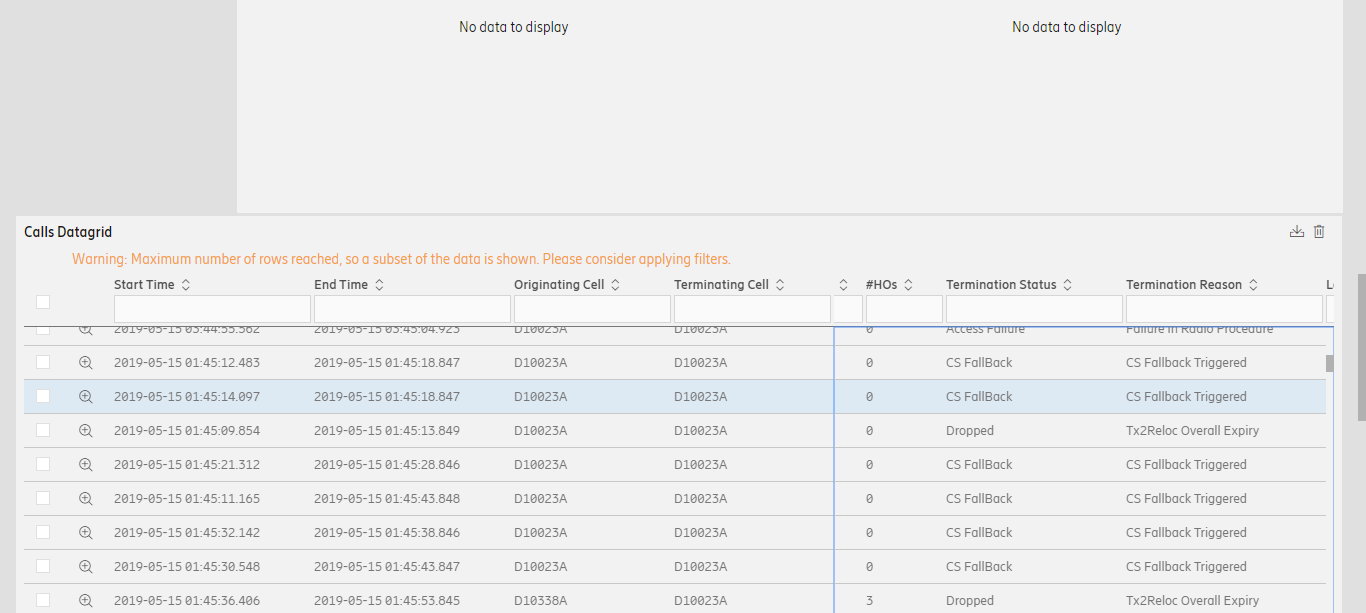 No data to display No data to display
Calls Datagrid
Warning: Maximum number of rows reached, so a subset of the data is shown. Please consider applying filters.
Start Time End Time Originating Cell Terminating Cell #HOs Termination Status Termination Reason
2019-05-15 03:44:55.562 2019-05-15 03:45:04.923 D10023A D10023A 0 Access Failure Failure in Radio Procedure
2019-05-15 01:45:12.483 2019-05-15 01:45:18.847 D10023A D10023A 0 CS FallBack CS Fallback Triggered
2019-05-15 01:45:14.097 2019-05-15 01:45:18.847 D10023A D10023A 0 CS FallBack CS Fallback Triggered
2019-05-15 01:45:09.854 2019-05-15 01:45:13.849 D10023A D10023A 0 Dropped Tx2Reloc Overall Expiry
2019-05-15 01:45:21.312 2019-05-15 01:45:28.846 D10023A D10023A 0 CS FallBack CS Fallback Triggered
2019-05-15 01:45:11.165 2019-05-15 01:45:43.848 D10023A D10023A 0 CS FallBack CS Fallback Triggered
2019-05-15 01:45:32.142 2019-05-15 01:45:38.846 D10023A D10023A 0 CS FallBack CS Fallback Triggered
2019-05-15 01:45:30.548 2019-05-15 01:45:43.847 D10023A D10023A 0 CS FallBack CS Fallback Triggered
2019-05-15 01:45:36.406 2019-05-15 01:45:53.845 D10338A D10023A 3 Dropped Tx2Reloc Overall Expiry